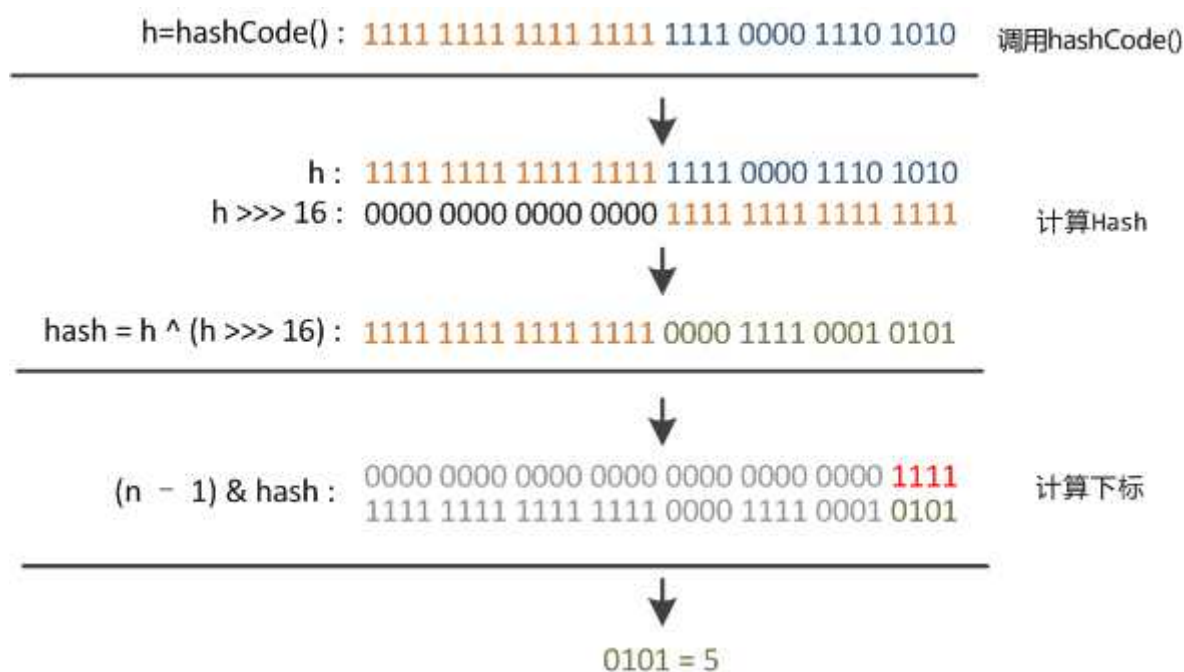 h=hashCode() : 1111 1111 1111 1111 1111 0000 1110 1010 调用hashCode()
h : 1111 1111 1111 1111 1111 0000 1110 1010
h >>> 16 : 0000 0000 0000 0000 1111 1111 1111 1111
计算Hash
hash = h ^ (h >>> 16) : 1111 1111 1111 1111 0000 1111 0001 0101
0000 0000 0000 0000 0000 0000 0000 1111
(n － 1) & hash : 计算下标
1111 1111 1111 1111 0000 1111 0001 0101
0101 = 5